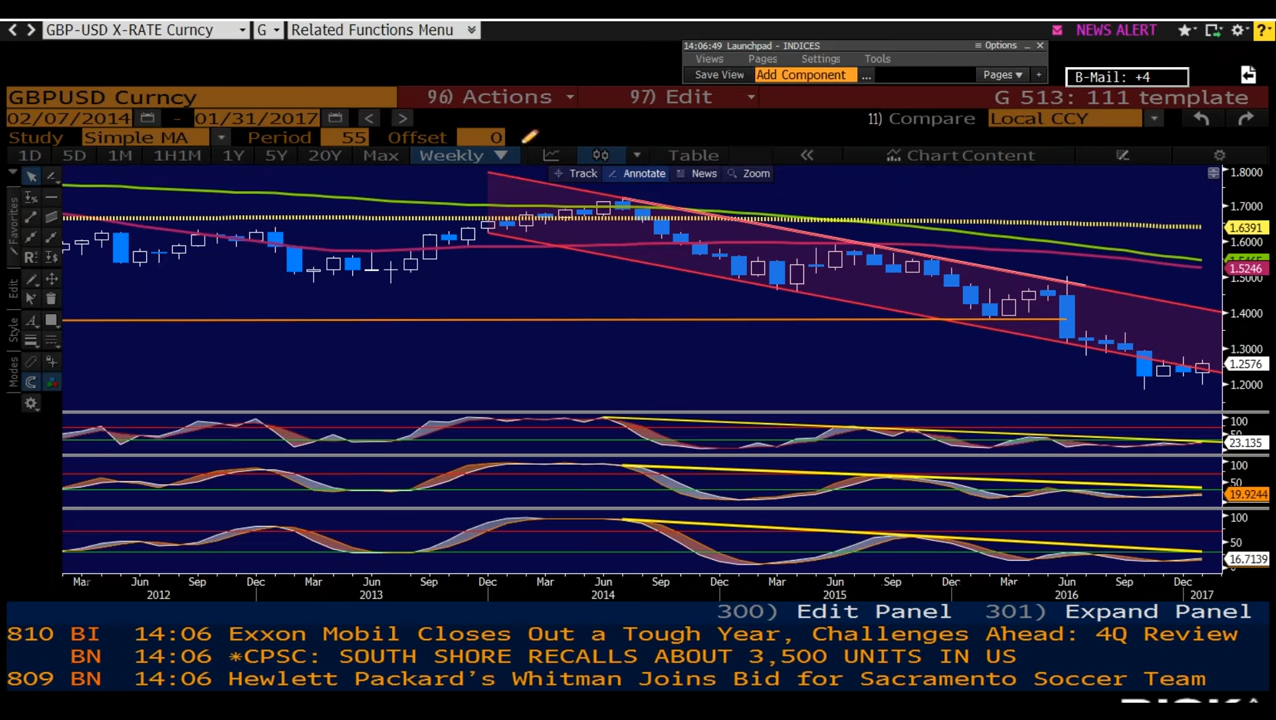 GBP-USD X-RATE Curncy G Related Functions Menu NEWS ALERT ?
14:06:49 Launchpad - INDICES Options
Views Pages Settings Tools
Save View Add Component ... Pages +
B-Mail: +4
GBPUSD Curncy 96) Actions 97) Edit G 513: 111 template
02/07/2014 - 01/31/2017 11) Compare Local CCY
Study Simple MA Period 55 Offset 0
1D 5D 1M 1H1M 1Y 5Y 20Y Max Weekly Table Chart Content
Track Annotate News Zoom
Favorites
Edit
Style
Modes
1.8000
1.7000
1.6391
1.6000
1.5246
1.5000
1.4000
1.3000
1.2576
1.2000
100
50
23.135
100
50
19.9244
100
50
16.7139
0
Mar Jun Sep Dec Mar Jun Sep Dec Mar Jun Sep Dec Mar Jun Sep Dec Mar Jun Sep Dec
2012 2013 2014 2015 2016 2017
300) Edit Panel 301) Expand Panel
810 BI 14:06 Exxon Mobil Closes Out a Tough Year, Challenges Ahead: 4Q Review
BN 14:06 *CPSC: SOUTH SHORE RECALLS ABOUT 3,500 UNITS IN US
809 BN 14:06 Hewlett Packard's Whitman Joins Bid for Sacramento Soccer Team